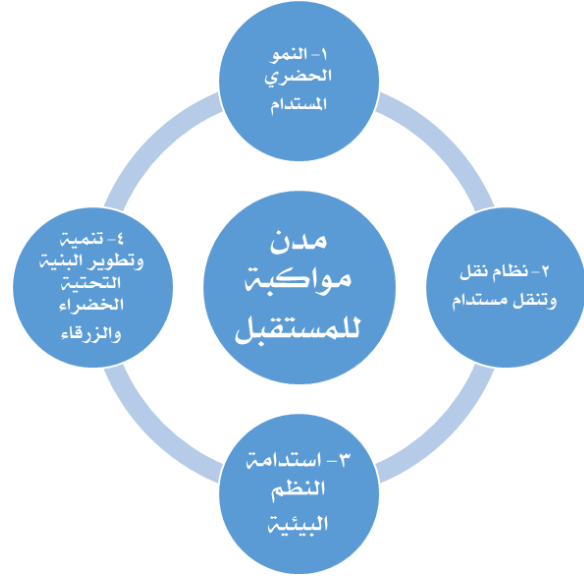 ١- النمو
الحضري
المستدام
مدن
مواكبة
للمستقبل
٢- نظام نقل
وتنقل مستدام
٣- استدامة
النظم
البيئية
٤- تنمية
وتطوير البنية
التحتية
الخضراء
والزرقاء